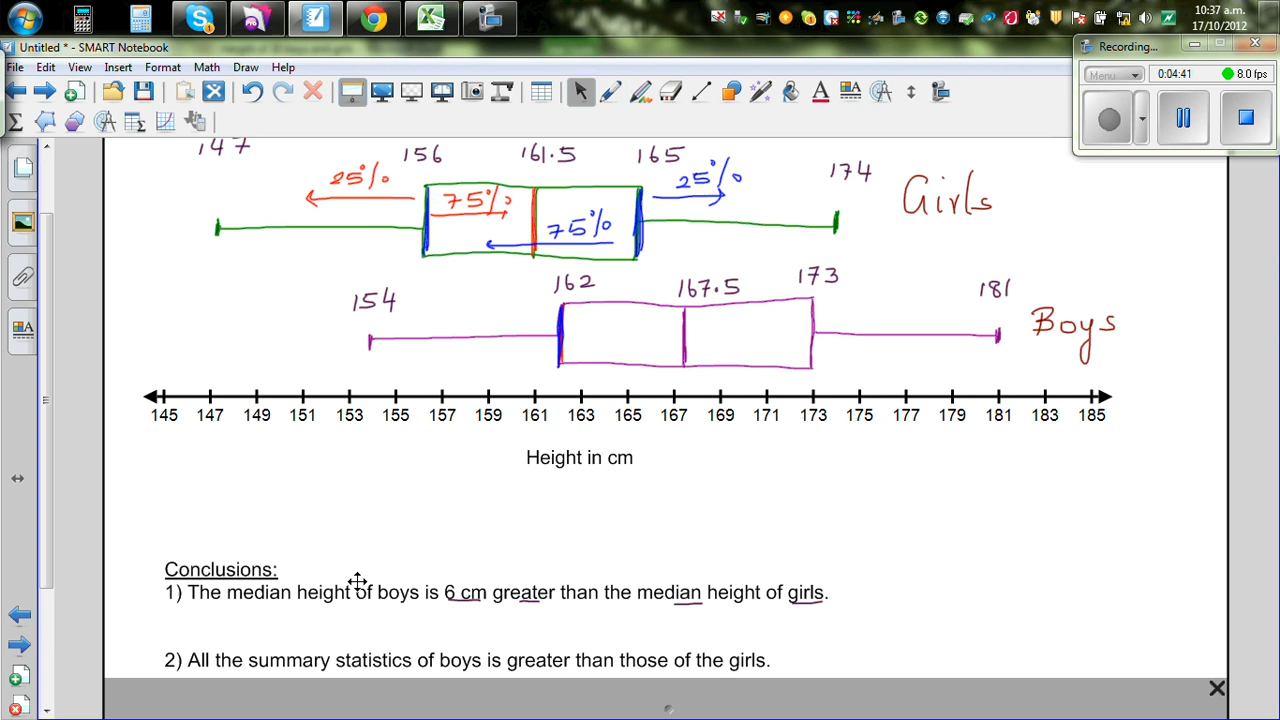 10:37 a.m.
17/10/2012
Untitled * - SMART Notebook
Recording...
File Edit View Insert Format Math Draw Help
Menu 0:04:41 8.0 fps
147 156 161.5 165 174
25% 75% 25% Girls
75%
154 162 167.5 173 181
Boys
145 147 149 151 153 155 157 159 161 163 165 167 169 171 173 175 177 179 181 183 185
Height in cm
Conclusions:
1) The median height of boys is 6 cm greater than the median height of girls.
2) All the summary statistics of boys is greater than those of the girls.